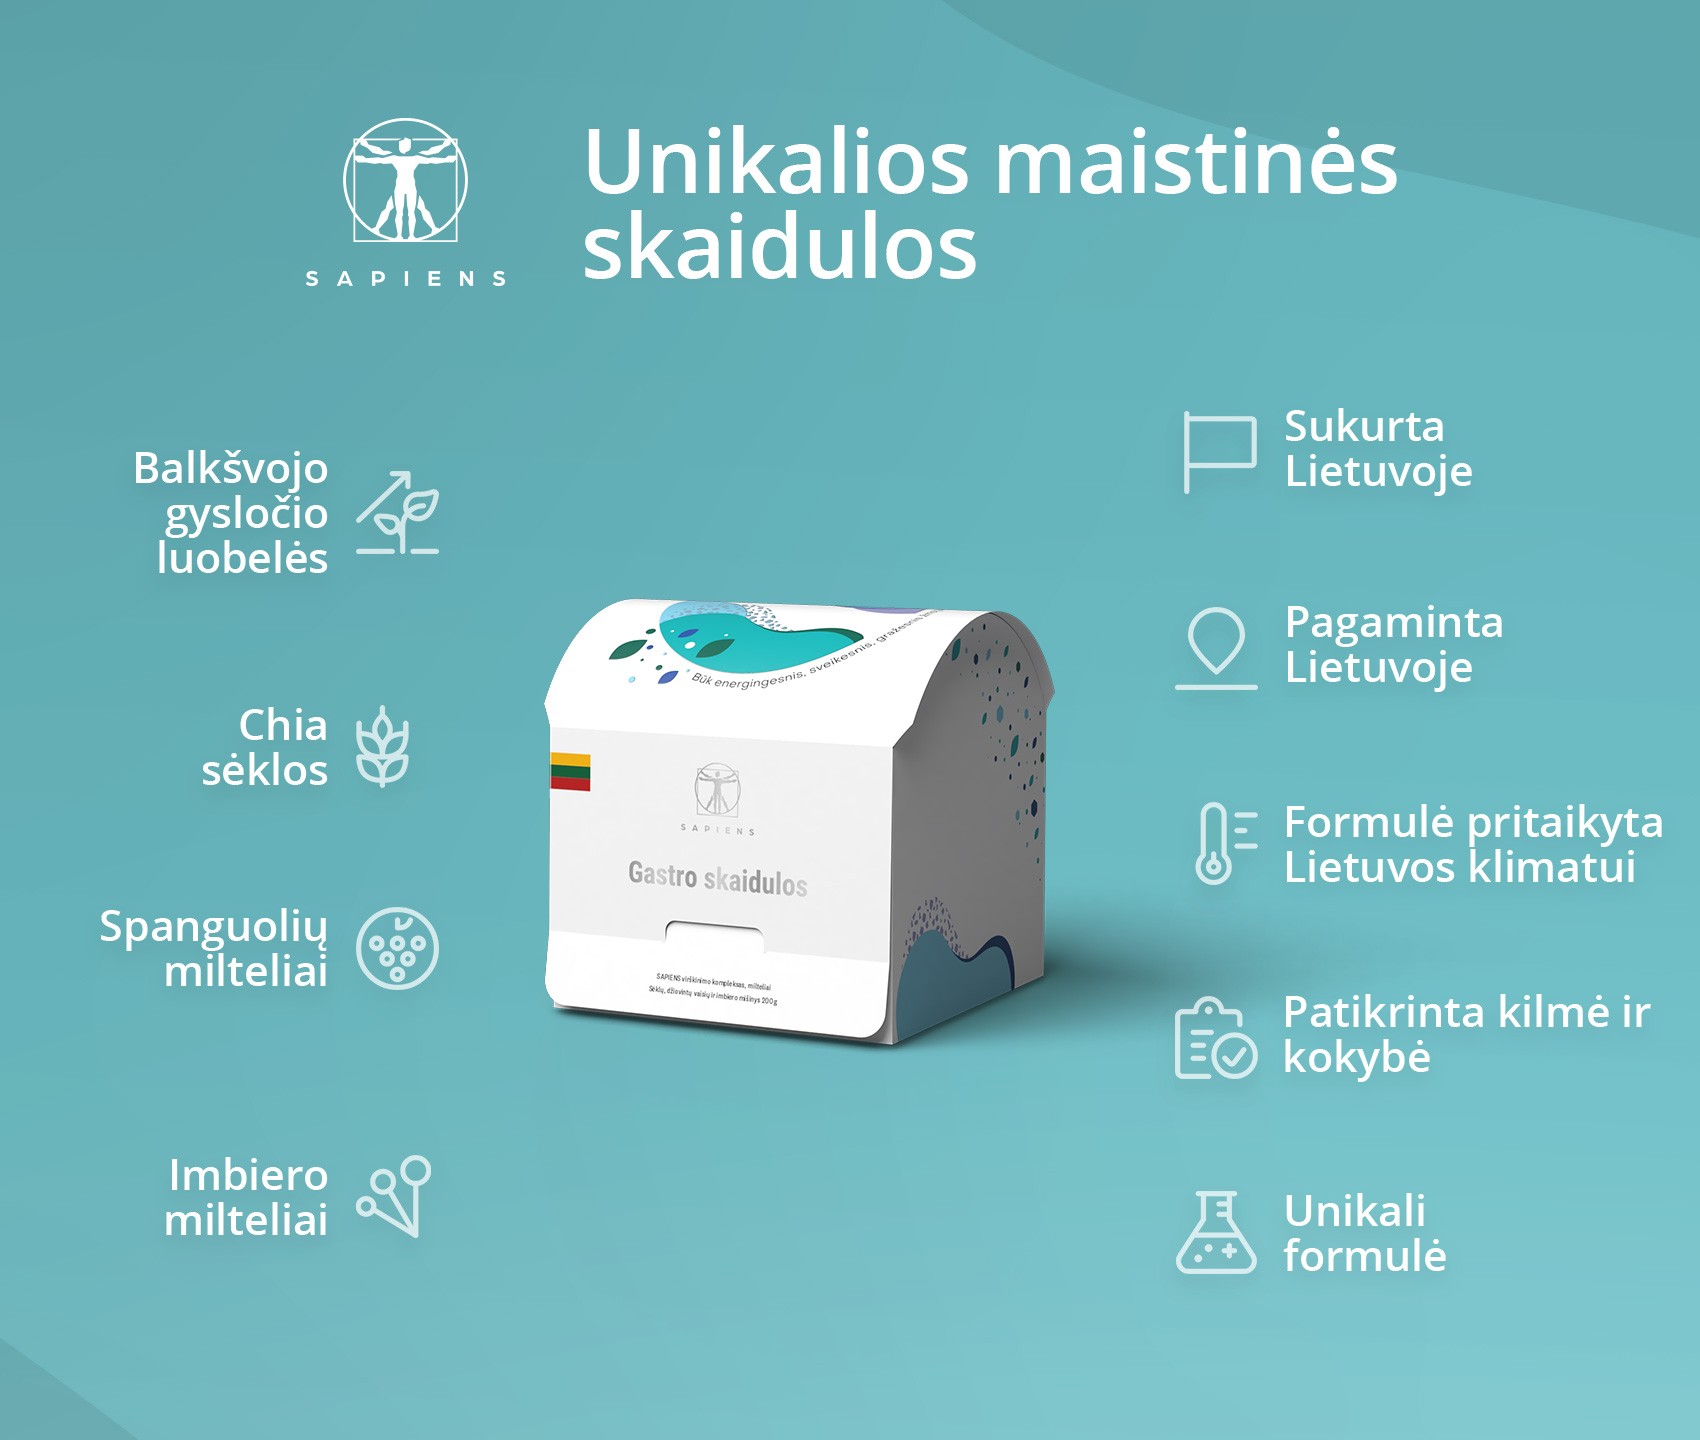 SAPIENS
Unikalios maistinės
skaidulos
Balkšvojo
gysločio
luobelės
Chia
sėklos
Spanguolių
milteliai
Imbiero
milteliai
Būk energingesnis, sveikesnis, gražesnis
SAPIENS
Gastro skaidulos
SAPIENS virškinimo kompleksas, milteliai
Sėklų, džiovintų vaisių ir imbiero mišinys 200 g
Sukurta
Lietuvoje
Pagaminta
Lietuvoje
Formulė pritaikyta
Lietuvos klimatui
Patikrinta kilmė ir
kokybė
Unikali
formulė